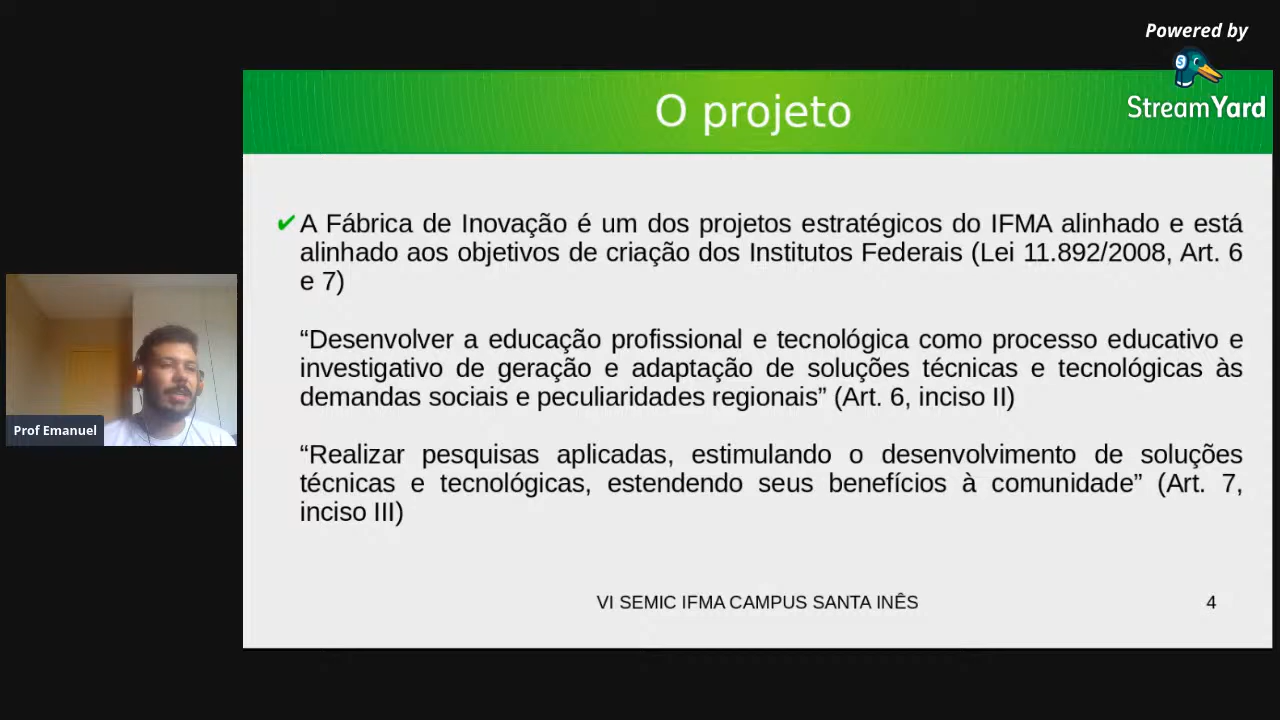 Powered by
S
StreamYard
O projeto
✔ A Fábrica de Inovação é um dos projetos estratégicos do IFMA alinhado e está
alinhado aos objetivos de criação dos Institutos Federais (Lei 11.892/2008, Art. 6
e 7)
“Desenvolver a educação profissional e tecnológica como processo educativo e
investigativo de geração e adaptação de soluções técnicas e tecnológicas às
demandas sociais e peculiaridades regionais” (Art. 6, inciso II)
“Realizar pesquisas aplicadas, estimulando o desenvolvimento de soluções
técnicas e tecnológicas, estendendo seus benefícios à comunidade” (Art. 7,
inciso III)
Prof Emanuel
VI SEMIC IFMA CAMPUS SANTA INÊS
4